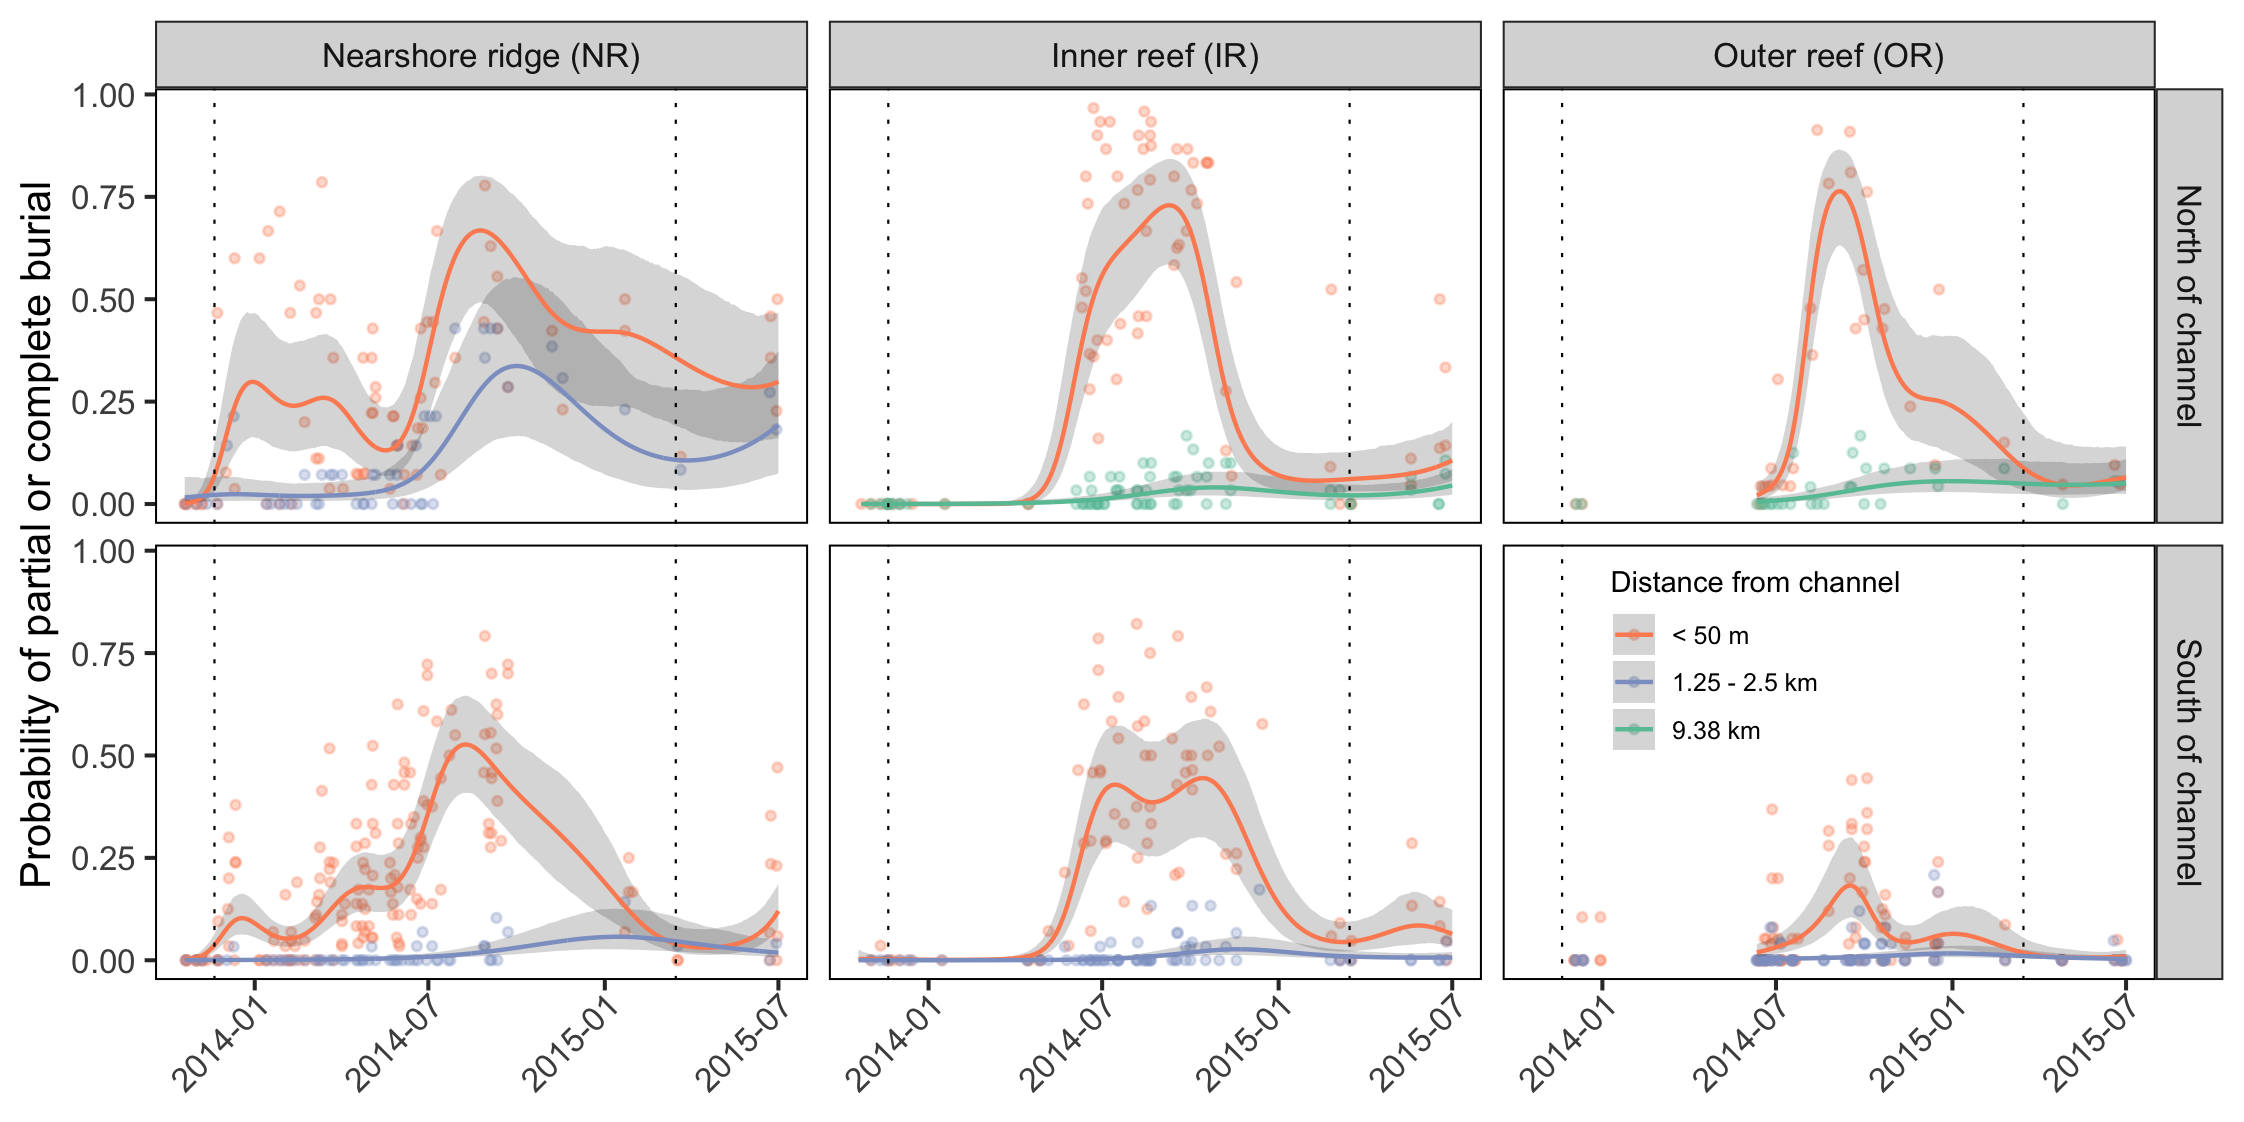 Nearshore ridge (NR)
Inner reef (IR)
Outer reef (OR)
Probability of partial or complete burial
1.00
0.75
0.50
0.25
0.00
North of channel
1.00
0.75
0.50
0.25
0.00
South of channel
Distance from channel
< 50 m
1.25 - 2.5 km
9.38 km
2014-01
2014-07
2015-01
2015-07
2014-01
2014-07
2015-01
2015-07
2014-01
2014-07
2015-01
2015-07